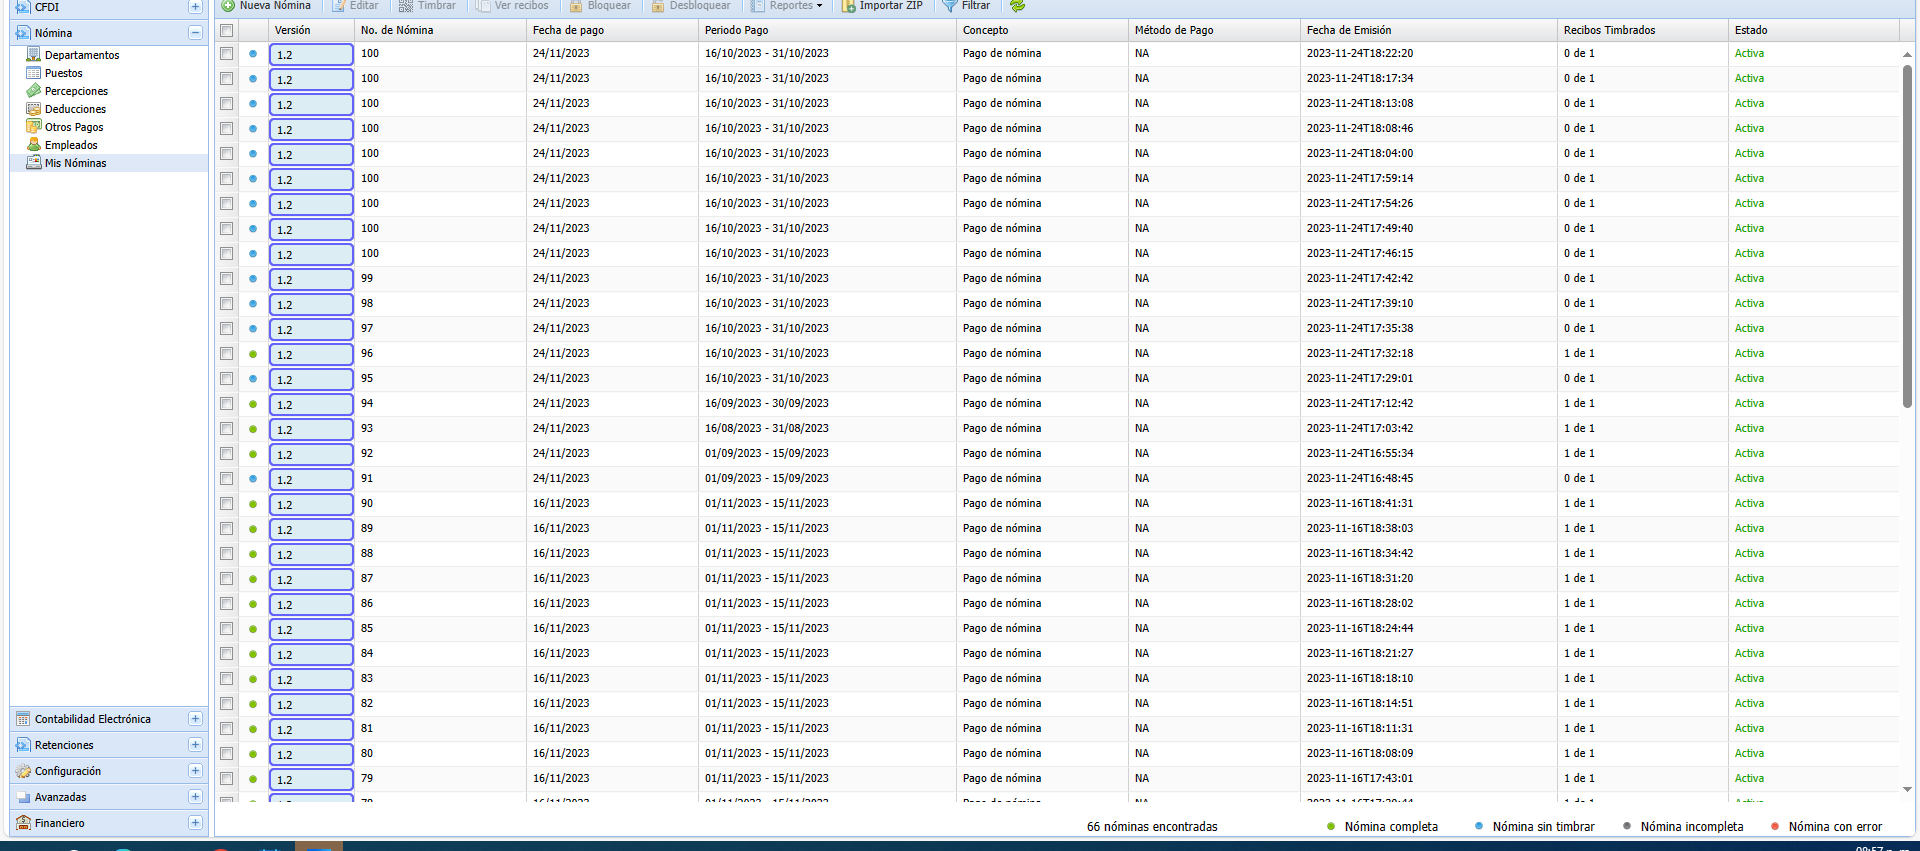 CFDI
Nómina
Departamentos
Puestos
Percepciones
Deducciones
Otros Pagos
Empleados
Mis Nóminas
Contabilidad Electrónica
Retenciones
Configuración
Avanzadas
Financiero
Nueva Nómina Editar Timbrar Ver recibos Bloquear Desbloquear Reportes Importar ZIP Filtrar
Versión No. de Nómina Fecha de pago Periodo Pago Concepto Método de Pago Fecha de Emisión Recibos Timbrados Estado
1.2 100 24/11/2023 16/10/2023 - 31/10/2023 Pago de nómina NA 2023-11-24T18:22:20 0 de 1 Activa
1.2 100 24/11/2023 16/10/2023 - 31/10/2023 Pago de nómina NA 2023-11-24T18:17:34 0 de 1 Activa
1.2 100 24/11/2023 16/10/2023 - 31/10/2023 Pago de nómina NA 2023-11-24T18:13:08 0 de 1 Activa
1.2 100 24/11/2023 16/10/2023 - 31/10/2023 Pago de nómina NA 2023-11-24T18:08:46 0 de 1 Activa
1.2 100 24/11/2023 16/10/2023 - 31/10/2023 Pago de nómina NA 2023-11-24T18:04:00 0 de 1 Activa
1.2 100 24/11/2023 16/10/2023 - 31/10/2023 Pago de nómina NA 2023-11-24T17:59:14 0 de 1 Activa
1.2 100 24/11/2023 16/10/2023 - 31/10/2023 Pago de nómina NA 2023-11-24T17:54:26 0 de 1 Activa
1.2 100 24/11/2023 16/10/2023 - 31/10/2023 Pago de nómina NA 2023-11-24T17:49:40 0 de 1 Activa
1.2 100 24/11/2023 16/10/2023 - 31/10/2023 Pago de nómina NA 2023-11-24T17:46:15 0 de 1 Activa
1.2 99 24/11/2023 16/10/2023 - 31/10/2023 Pago de nómina NA 2023-11-24T17:42:42 0 de 1 Activa
1.2 98 24/11/2023 16/10/2023 - 31/10/2023 Pago de nómina NA 2023-11-24T17:39:10 0 de 1 Activa
1.2 97 24/11/2023 16/10/2023 - 31/10/2023 Pago de nómina NA 2023-11-24T17:35:38 0 de 1 Activa
1.2 96 24/11/2023 16/10/2023 - 31/10/2023 Pago de nómina NA 2023-11-24T17:32:18 1 de 1 Activa
1.2 95 24/11/2023 16/10/2023 - 31/10/2023 Pago de nómina NA 2023-11-24T17:29:01 0 de 1 Activa
1.2 94 24/11/2023 16/09/2023 - 30/09/2023 Pago de nómina NA 2023-11-24T17:12:42 1 de 1 Activa
1.2 93 24/11/2023 16/08/2023 - 31/08/2023 Pago de nómina NA 2023-11-24T17:03:42 1 de 1 Activa
1.2 92 24/11/2023 01/09/2023 - 15/09/2023 Pago de nómina NA 2023-11-24T16:55:34 1 de 1 Activa
1.2 91 24/11/2023 01/09/2023 - 15/09/2023 Pago de nómina NA 2023-11-24T16:48:45 0 de 1 Activa
1.2 90 16/11/2023 01/11/2023 - 15/11/2023 Pago de nómina NA 2023-11-16T18:41:31 1 de 1 Activa
1.2 89 16/11/2023 01/11/2023 - 15/11/2023 Pago de nómina NA 2023-11-16T18:38:03 1 de 1 Activa
1.2 88 16/11/2023 01/11/2023 - 15/11/2023 Pago de nómina NA 2023-11-16T18:34:42 1 de 1 Activa
1.2 87 16/11/2023 01/11/2023 - 15/11/2023 Pago de nómina NA 2023-11-16T18:31:20 1 de 1 Activa
1.2 86 16/11/2023 01/11/2023 - 15/11/2023 Pago de nómina NA 2023-11-16T18:28:02 1 de 1 Activa
1.2 85 16/11/2023 01/11/2023 - 15/11/2023 Pago de nómina NA 2023-11-16T18:24:44 1 de 1 Activa
1.2 84 16/11/2023 01/11/2023 - 15/11/2023 Pago de nómina NA 2023-11-16T18:21:27 1 de 1 Activa
1.2 83 16/11/2023 01/11/2023 - 15/11/2023 Pago de nómina NA 2023-11-16T18:18:10 1 de 1 Activa
1.2 82 16/11/2023 01/11/2023 - 15/11/2023 Pago de nómina NA 2023-11-16T18:14:51 1 de 1 Activa
1.2 81 16/11/2023 01/11/2023 - 15/11/2023 Pago de nómina NA 2023-11-16T18:11:31 1 de 1 Activa
1.2 80 16/11/2023 01/11/2023 - 15/11/2023 Pago de nómina NA 2023-11-16T18:08:09 1 de 1 Activa
1.2 79 16/11/2023 01/11/2023 - 15/11/2023 Pago de nómina NA 2023-11-16T17:43:01 1 de 1 Activa
66 nóminas encontradas Nómina completa Nómina sin timbrar Nómina incompleta Nómina con error